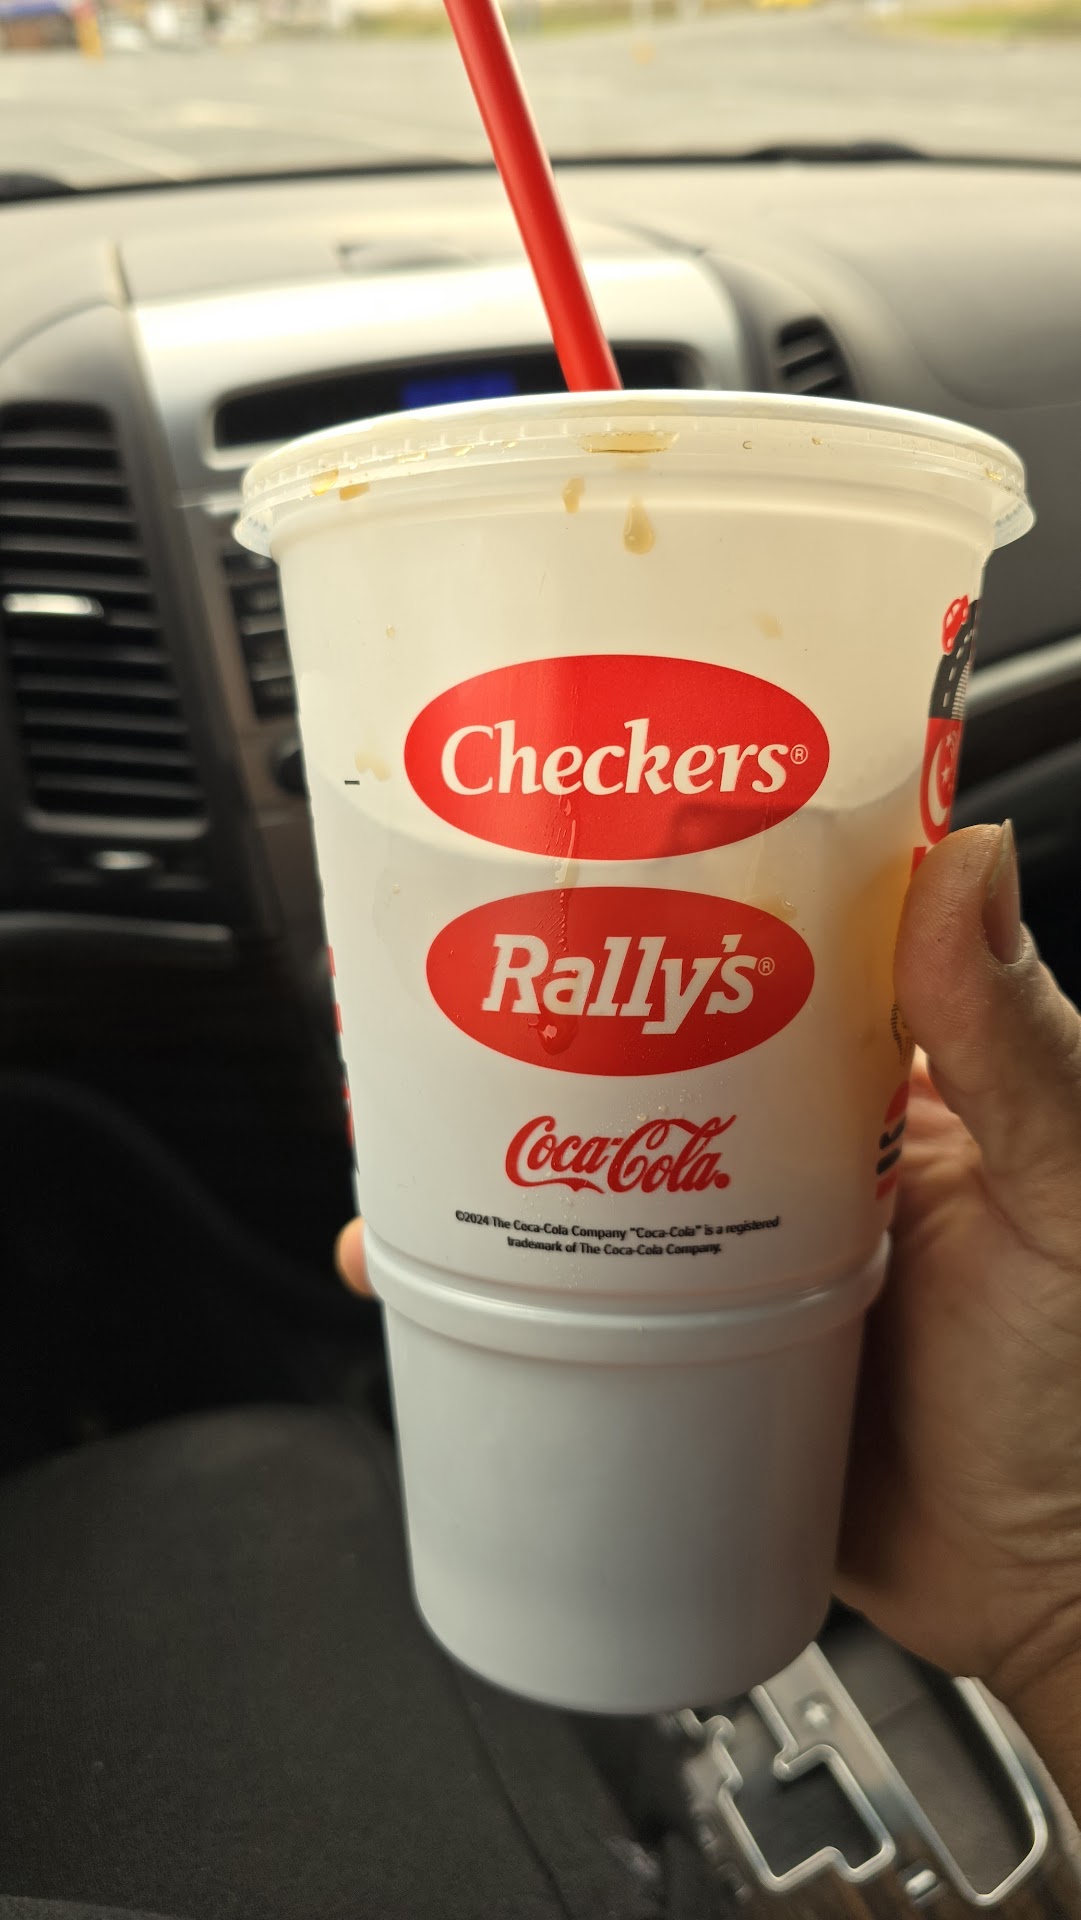 Checkers®
Rally's®
Coca-Cola®
©2024 The Coca-Cola Company "Coca-Cola" is a registered
trademark of The Coca-Cola Company.